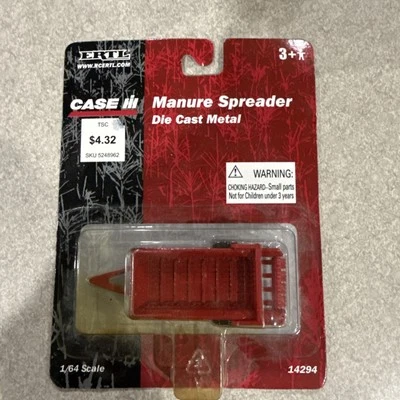 ERTL
WWW.RCERTL.COM
3+
CASE IH
Manure Spreader
Die Cast Metal
TSC
$4.32
SKU 5248962
WARNING:
CHOKING HAZARD-Small parts
Not for Children under 3 years
1/64 Scale
14294